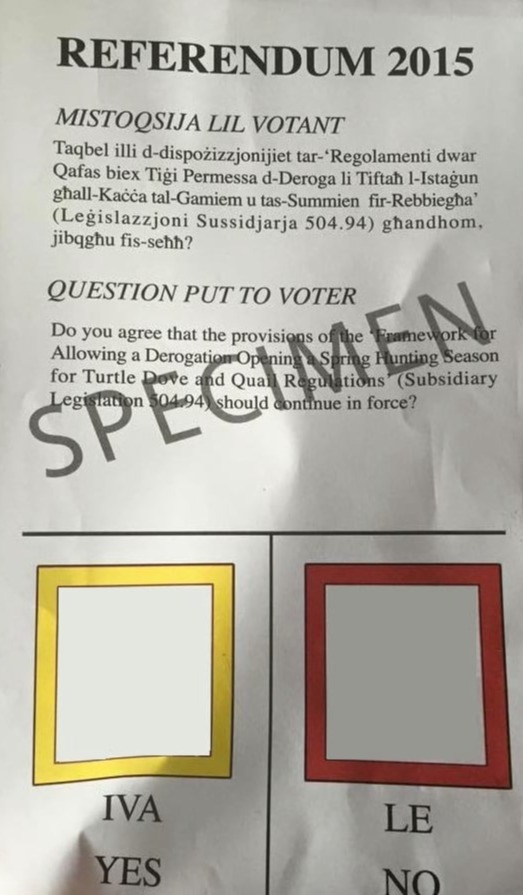 REFERENDUM 2015
MISTOQSIJA LIL VOTANT
Taqbel illi d-dispożizzjonijiet tar-‘Regolamenti dwar
Qafas biex Tiġi Permessa d-Deroga li Tiftaħ l-Istaġun
għall-Kaċċa tal-Gamiem u tas-Summien fir-Rebbiegħa’
(Leġislazzjoni Sussidjarja 504.94) għandhom,
jibqgħu fis-seħħ?
QUESTION PUT TO VOTER
Do you agree that the provisions of the ‘Framework for
Allowing a Derogation Opening a Spring Hunting Season
for Turtle Dove and Quail Regulations’ (Subsidiary
Legislation 504.94) should continue in force?
SPECIMEN
IVA
YES
LE
NO